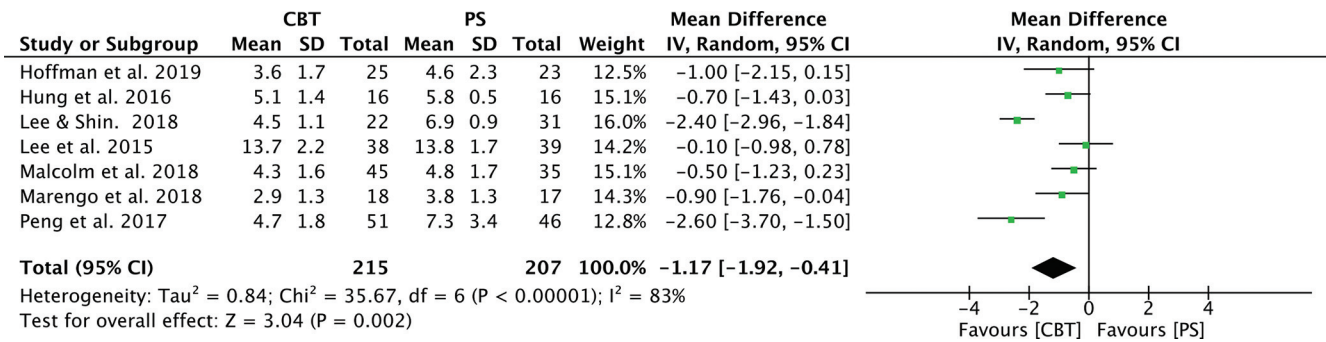 CBT PS Mean Difference Mean Difference
Study or Subgroup Mean SD Total Mean SD Total Weight IV, Random, 95% CI IV, Random, 95% CI
Hoffman et al. 2019 3.6 1.7 25 4.6 2.3 23 12.5% −1.00 [−2.15, 0.15]
Hung et al. 2016 5.1 1.4 16 5.8 0.5 16 15.1% −0.70 [−1.43, 0.03]
Lee & Shin. 2018 4.5 1.1 22 6.9 0.9 31 16.0% −2.40 [−2.96, −1.84]
Lee et al. 2015 13.7 2.2 38 13.8 1.7 39 14.2% −0.10 [−0.98, 0.78]
Malcolm et al. 2018 4.3 1.6 45 4.8 1.7 35 15.1% −0.50 [−1.23, 0.23]
Marengo et al. 2018 2.9 1.3 18 3.8 1.3 17 14.3% −0.90 [−1.76, −0.04]
Peng et al. 2017 4.7 1.8 51 7.3 3.4 46 12.8% −2.60 [−3.70, −1.50]
Total (95% CI) 215 207 100.0% −1.17 [−1.92, −0.41]
Heterogeneity: Tau² = 0.84; Chi² = 35.67, df = 6 (P < 0.00001); I² = 83%
Test for overall effect: Z = 3.04 (P = 0.002)
−4 −2 0 2 4
Favours [CBT] Favours [PS]